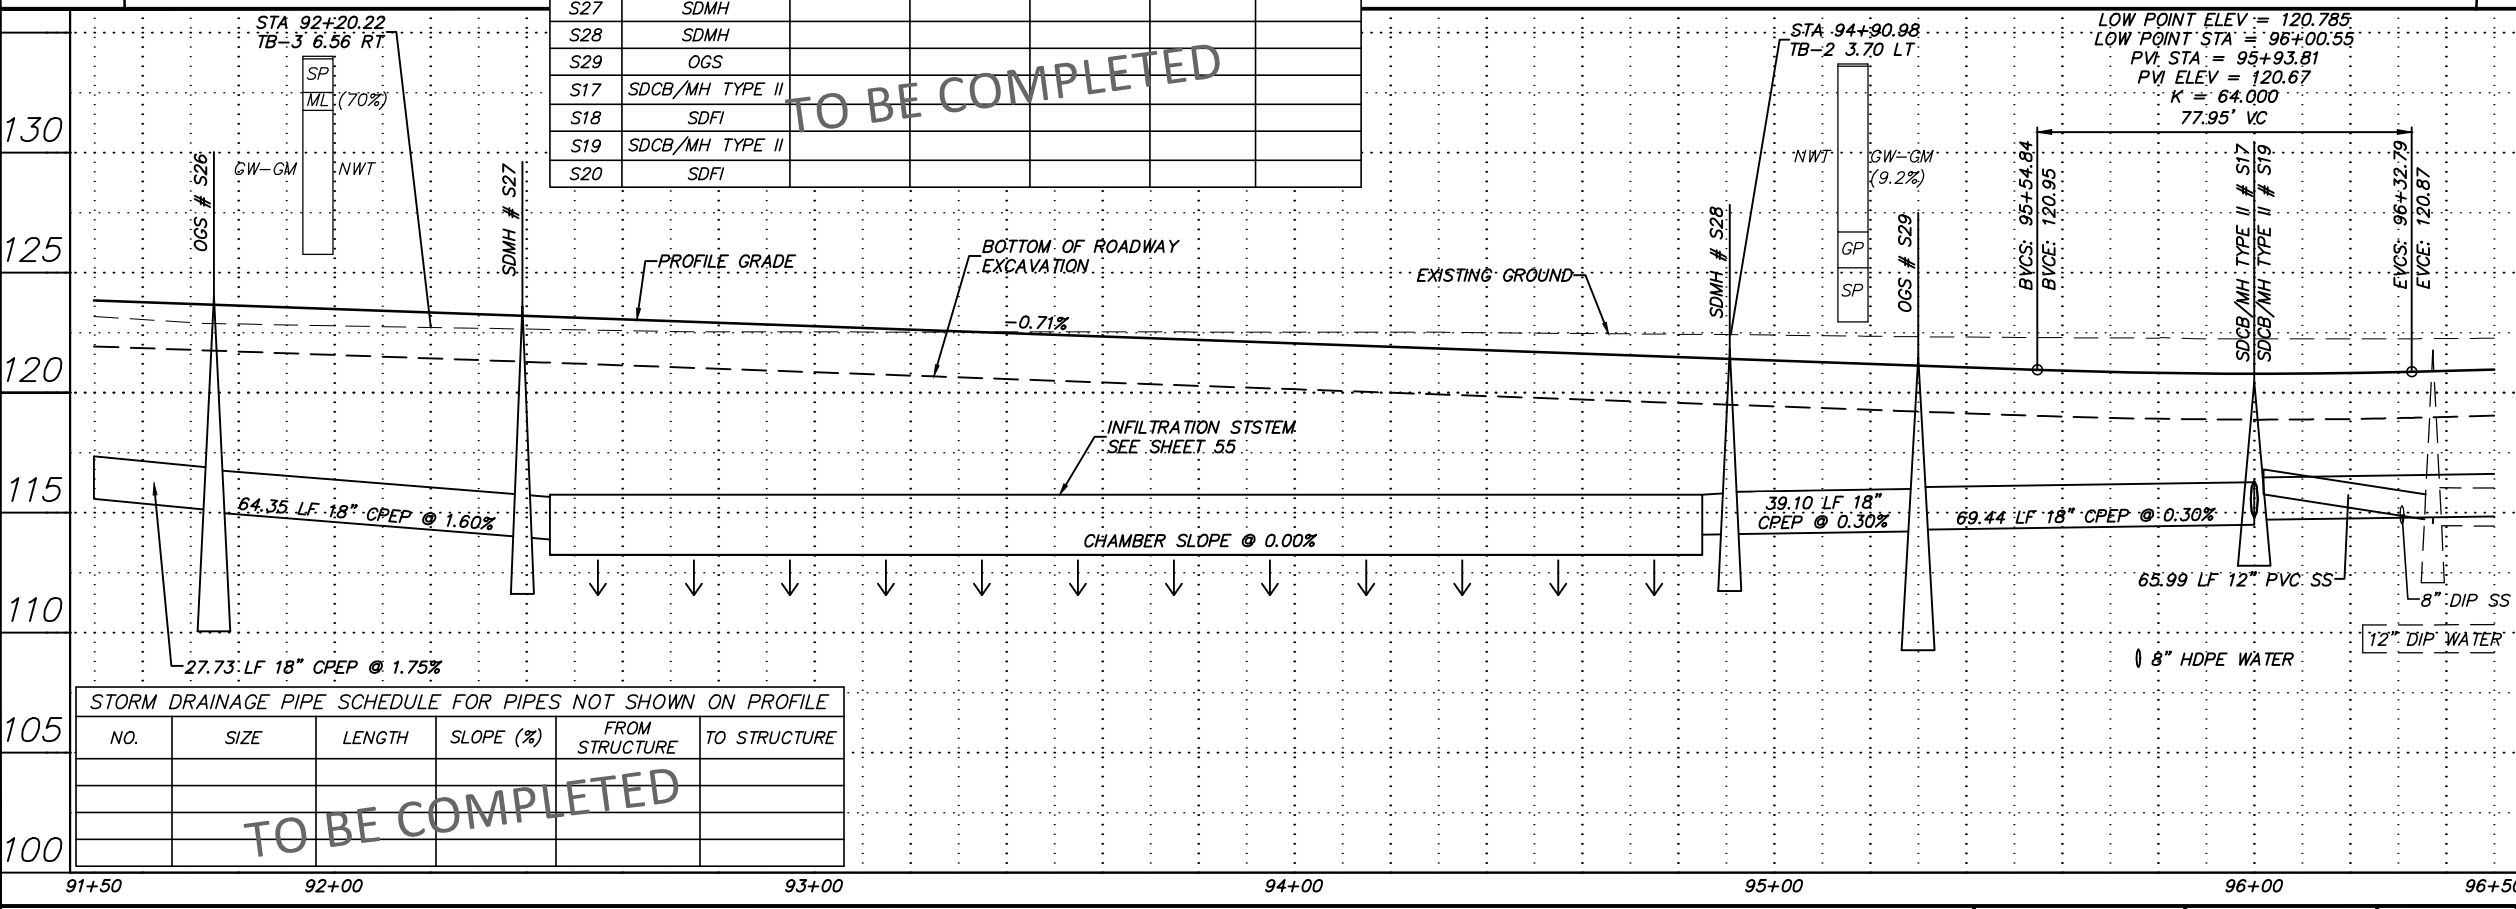 S27 SDMH
S28 SDMH
S29 OGS
S17 SDCB/MH TYPE II
S18 SDFI
S19 SDCB/MH TYPE II
S20 SDFI
TO BE COMPLETED
STA 92+20.22
TB-3 6.56 RT
SP
ML (70%)
GW-GM
NWT
OGS # S26
SDMH # S27
PROFILE GRADE
BOTTOM OF ROADWAY
EXCAVATION
-0.71%
EXISTING GROUND
STA 94+90.98
TB-2 3.70 LT
NWT
GW-GM
(9.2%)
GP
SP
SDMH # S28
OGS # S29
LOW POINT ELEV = 120.785
LOW POINT STA = 96+00.55
PVI STA = 95+93.81
PVI ELEV = 120.67
K = 64.000
77.95' VC
BVCS: 95+54.84
BVCE: 120.95
SDCB/MH TYPE II # S17
SDCB/MH TYPE II # S19
EVCS: 96+32.79
EVCE: 120.87
130
125
120
115
110
105
100
INFILTRATION STSTEM
SEE SHEET 55
64.35 LF 18" CPEP @ 1.60%
CHAMBER SLOPE @ 0.00%
39.10 LF 18"
CPEP @ 0.30%
69.44 LF 18" CPEP @ 0.30%
65.99 LF 12" PVC SS
8" DIP SS
12" DIP WATER
8" HDPE WATER
27.73 LF 18" CPEP @ 1.75%
STORM DRAINAGE PIPE SCHEDULE FOR PIPES NOT SHOWN ON PROFILE
NO. SIZE LENGTH SLOPE (%) FROM STRUCTURE TO STRUCTURE
TO BE COMPLETED
91+50 92+00 93+00 94+00 95+00 96+00 96+50